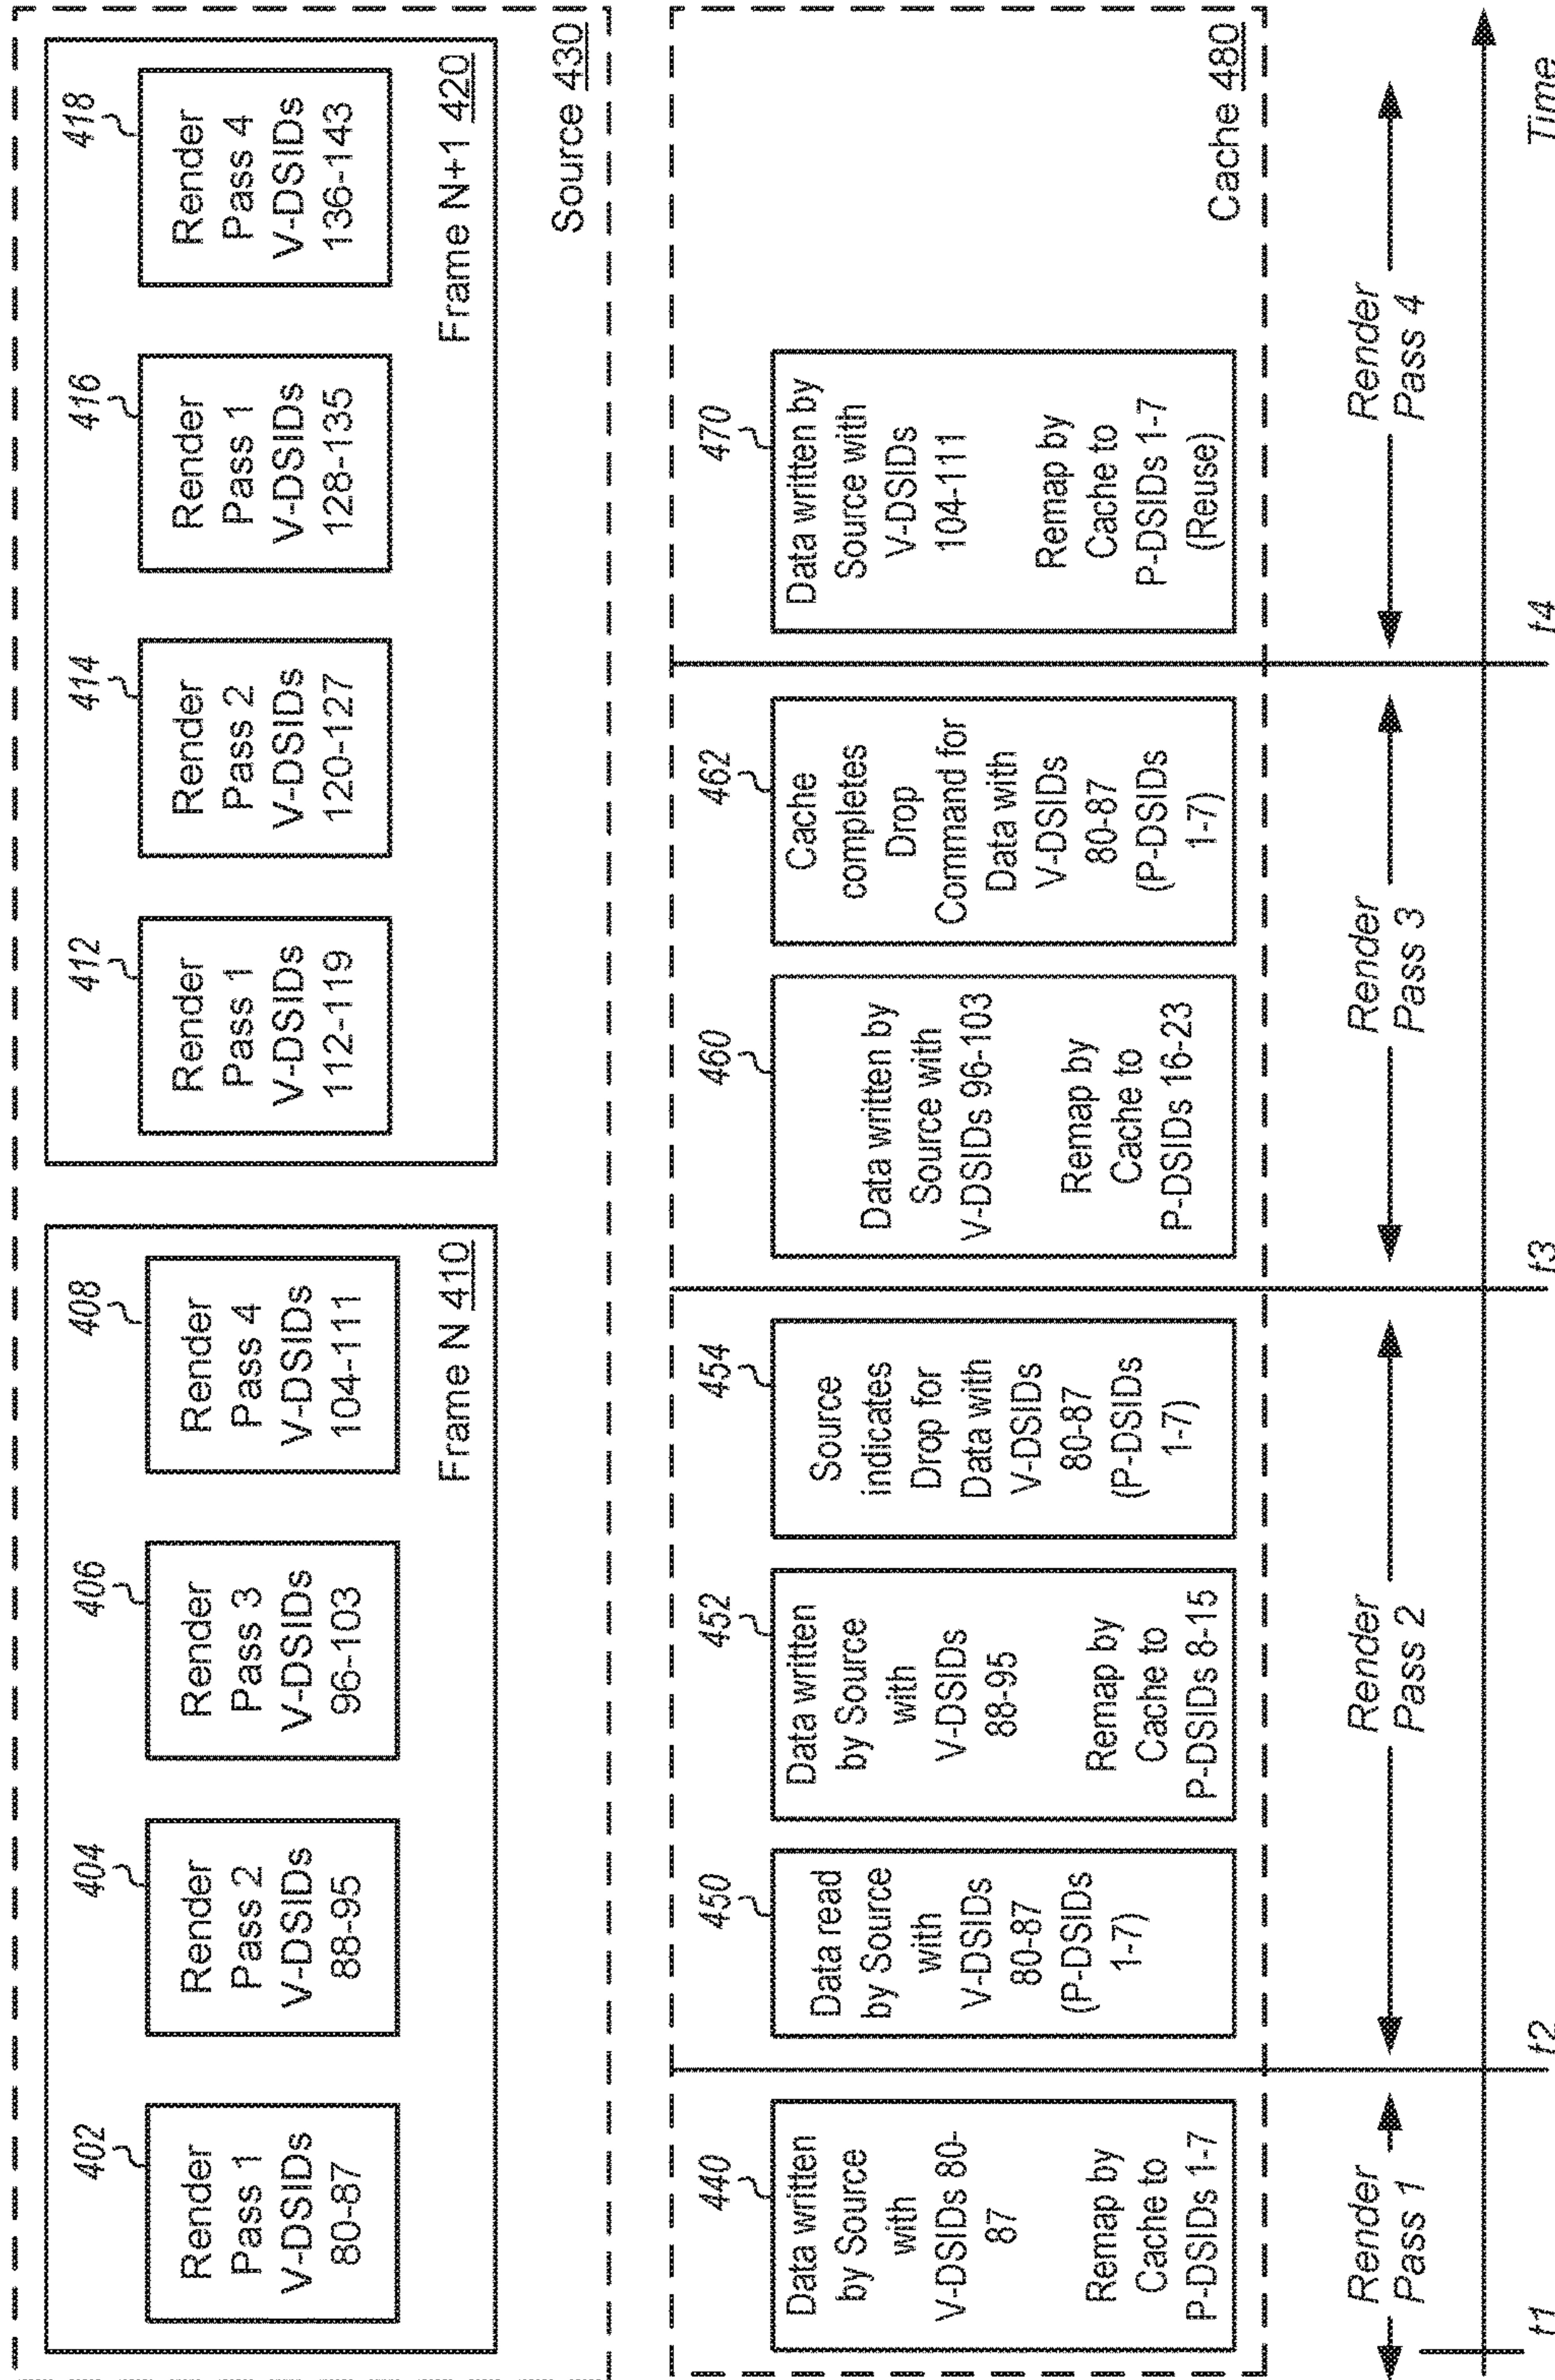 402
Render
Pass 1
V-DSIDs
80-87
404
Render
Pass 2
V-DSIDs
88-95
406
Render
Pass 3
V-DSIDs
96-103
408
Render
Pass 4
V-DSIDs
104-111
Frame N 410
412
Render
Pass 1
V-DSIDs
112-119
414
Render
Pass 2
V-DSIDs
120-127
416
Render
Pass 1
V-DSIDs
128-135
418
Render
Pass 4
V-DSIDs
136-143
Frame N+1 420
Source 430
440
Data written
by Source
with
V-DSIDs 80-
87
Remap by
Cache to
P-DSIDs 1-7
450
Data read
by Source
with
V-DSIDs
80-87
(P-DSIDs
1-7)
452
Data written
by Source
with
V-DSIDs
88-95
Remap by
Cache to
P-DSIDs 8-15
454
Source
indicates
Drop for
Data with
V-DSIDs
80-87
(P-DSIDs
1-7)
460
Data written by
Source with
V-DSIDs 96-103
Remap by
Cache to
P-DSIDs 16-23
462
Cache
completes
Drop
Command for
Data with
V-DSIDs
80-87
(P-DSIDs
1-7)
470
Data written by
Source with
V-DSIDs
104-111
Remap by
Cache to
P-DSIDs 1-7
(Reuse)
Cache 480
Render
Pass 1
Render
Pass 2
Render
Pass 3
Render
Pass 4
t1
t2
t3
t4
Time